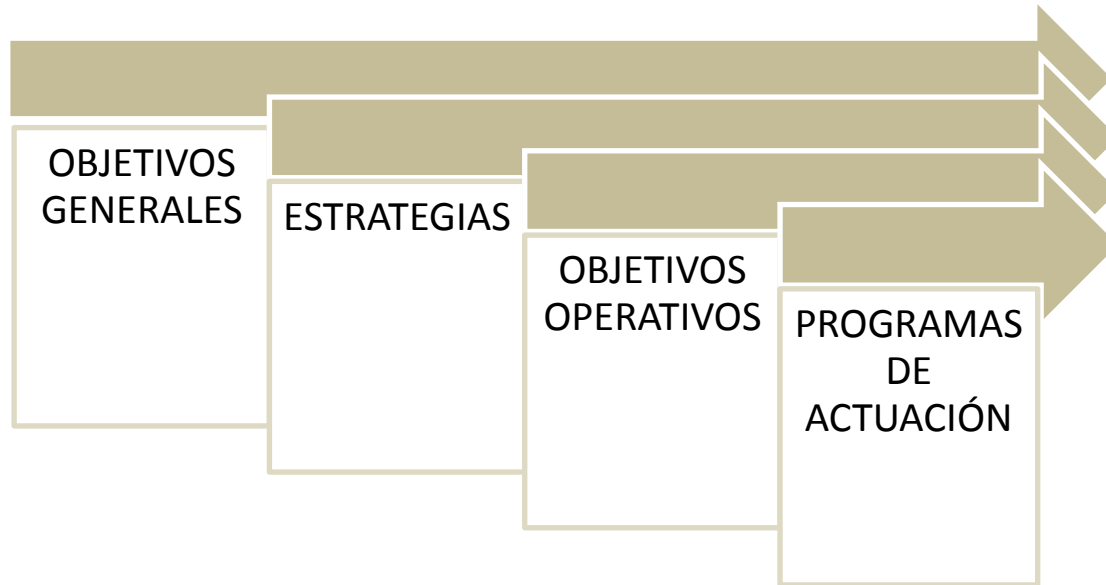 OBJETIVOS
GENERALES
ESTRATEGIAS
OBJETIVOS
OPERATIVOS
PROGRAMAS
DE
ACTUACIÓN